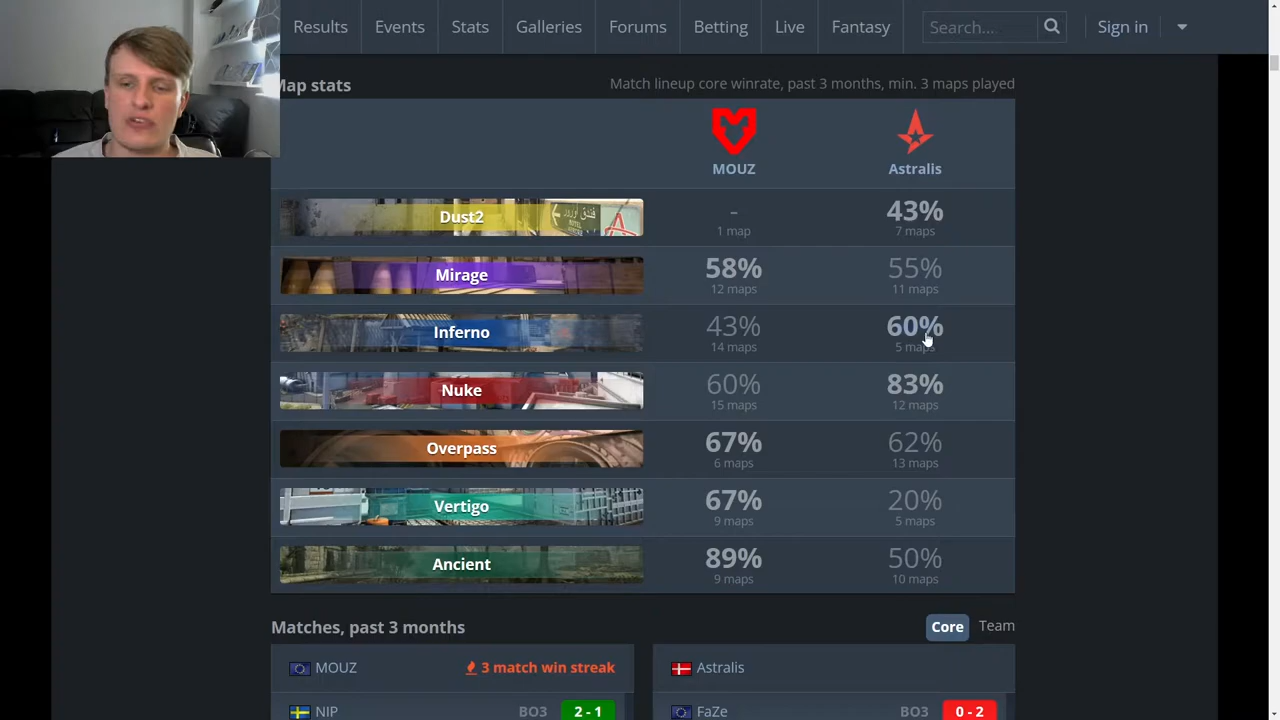 Results Events Stats Galleries Forums Betting Live Fantasy Search... Sign in
Map stats Match lineup core winrate, past 3 months, min. 3 maps played
MOUZ Astralis
Dust2 - 43%
1 map 7 maps
Mirage 58% 55%
12 maps 11 maps
Inferno 43% 60%
14 maps 5 maps
Nuke 60% 83%
15 maps 12 maps
Overpass 67% 62%
6 maps 13 maps
Vertigo 67% 20%
9 maps 5 maps
Ancient 89% 50%
9 maps 10 maps
Matches, past 3 months Core Team
MOUZ 3 match win streak Astralis
NIP BO3 2 - 1 FaZe BO3 0 - 2